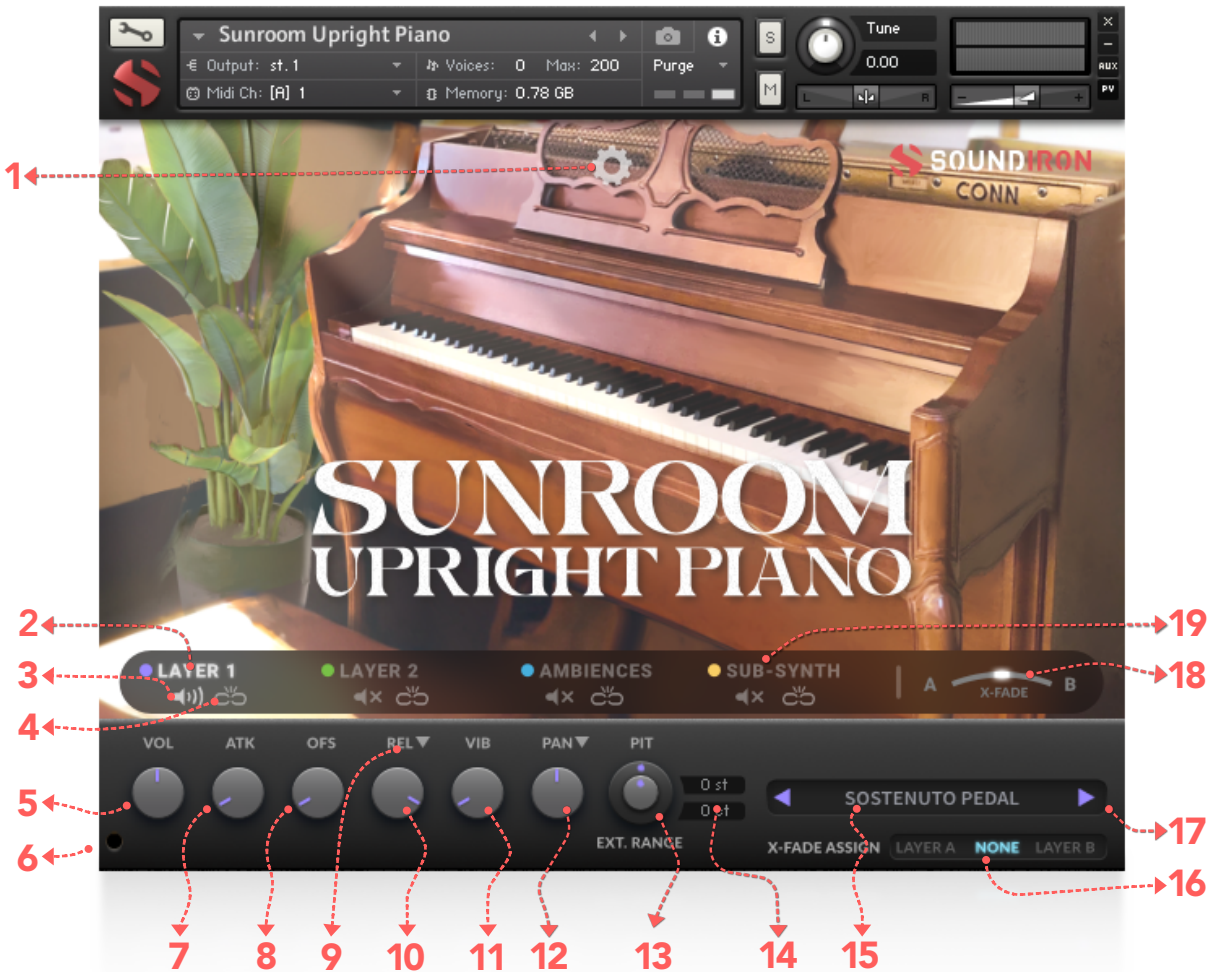 Sunroom Upright Piano
Output: st.1
Voices: 0 Max: 200
Purge
Midi Ch: [A] 1
Memory: 0.78 GB
S
M
Tune
0.00
L
R
-
+
X
-
AUX
PV
1
SOUNDIRON
CONN
SUNROOM
UPRIGHT PIANO
2
19
LAYER 1
LAYER 2
AMBIENCES
SUB-SYNTH
A
X-FADE
B
3
18
4
VOL
ATK
OFS
REL
VIB
PAN
PIT
5
0 st
0 st
SOSTENUTO PEDAL
17
6
EXT. RANGE
X-FADE ASSIGN
LAYER A
NONE
LAYER B
16
7
8
9
10
11
12
13
14
15